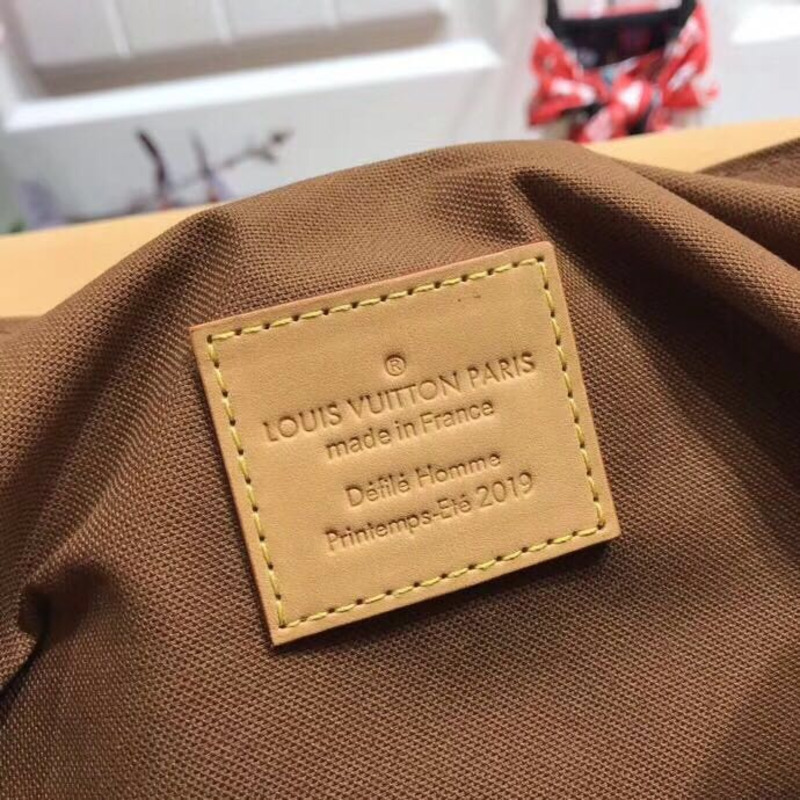 ®
LOUIS VUITTON PARIS
made in France
Défilé Homme
Printemps-Eté 2019